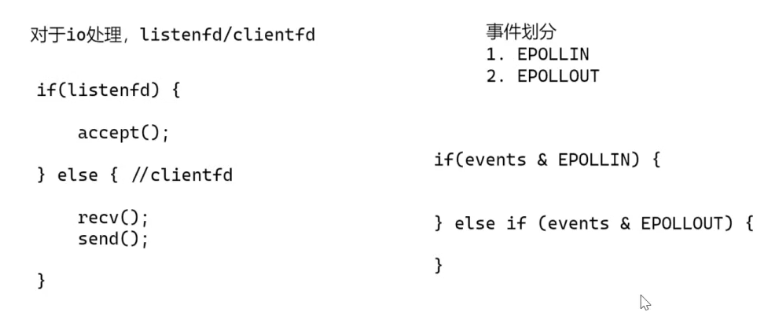 对于io处理，listenfd/clientfd
if(listenfd) {
accept();
} else { //clientfd
recv();
send();
}
事件划分
1. EPOLLIN
2. EPOLLOUT
if(events & EPOLLIN) {
} else if (events & EPOLLOUT) {
}